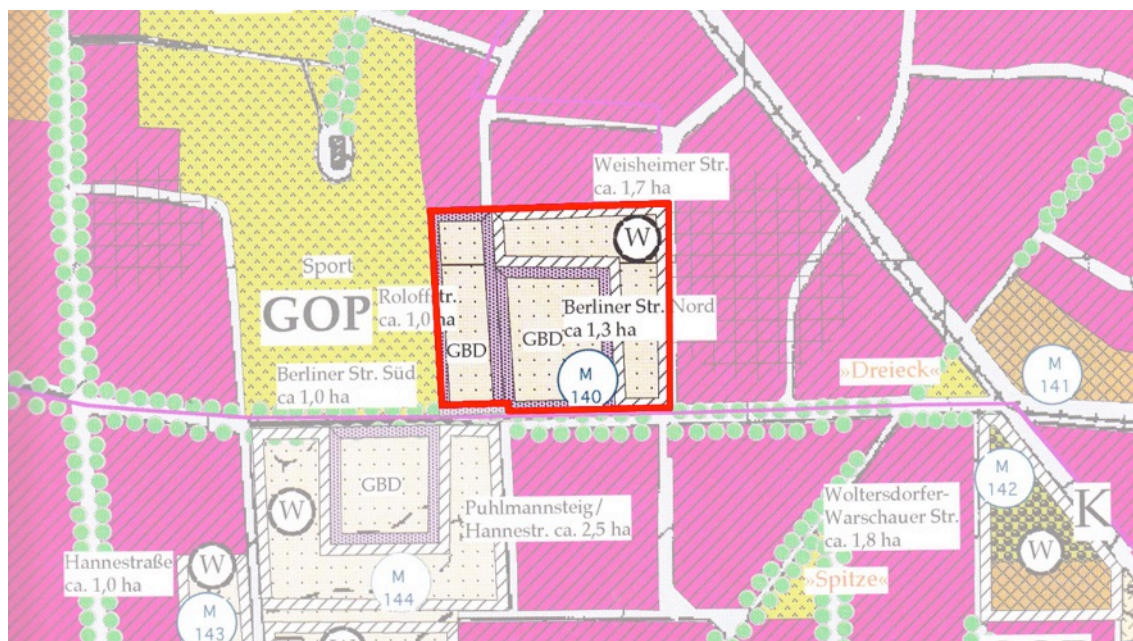 Weisheimer Str.
ca. 1,7 ha
W
Sport
GOP
Roloffstr.
ca. 1,0 ha
Berliner Str. Nord
ca 1,3 ha
GBD
GBD
M
140
Berliner Str. Süd
ca 1,0 ha
»Dreieck«
M
141
GBD
W
Puhlmannsteig/
Hannestr. ca. 2,5 ha
M
142
K
Woltersdorfer-
Warschauer Str.
ca. 1,8 ha
W
Hannestraße
ca. 1,0 ha
W
M
143
M
144
»Spitze«
W